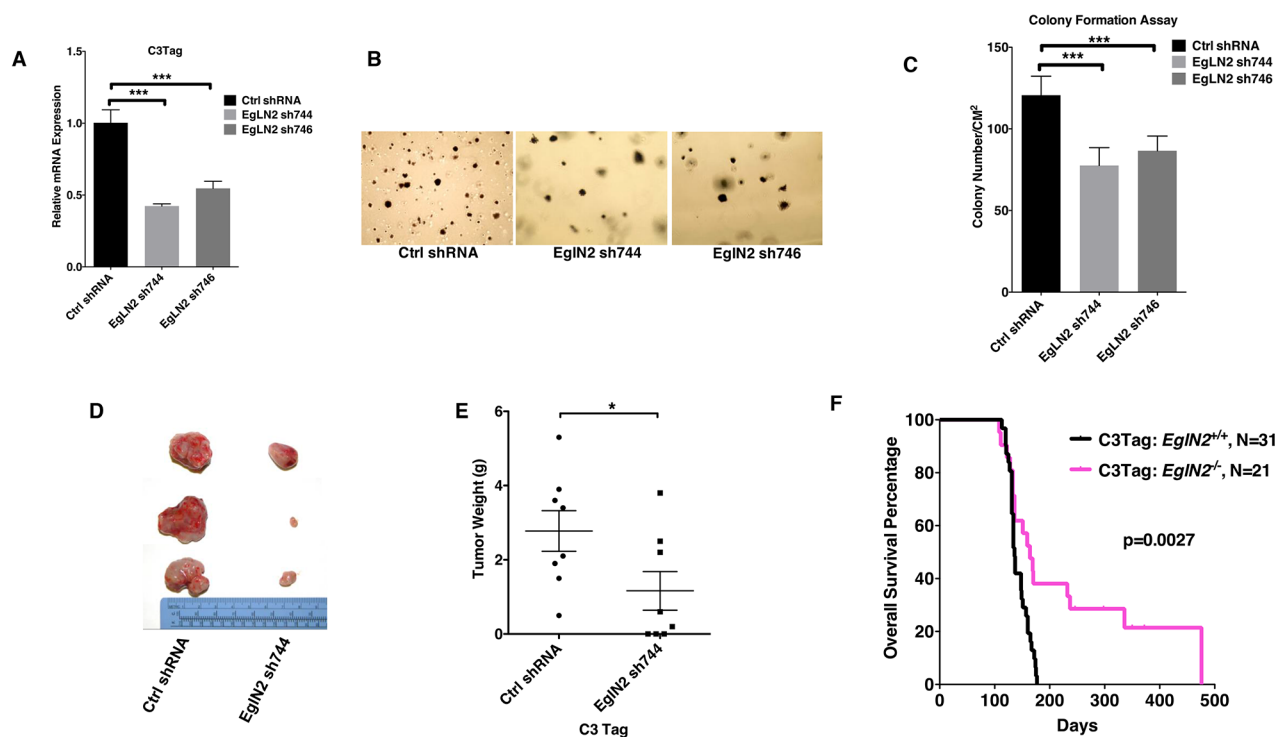 A
C3Tag
Relative mRNA Expression
1.5
1.0
0.5
0.0
***
***
Ctrl shRNA
EgLN2 sh744
EgLN2 sh746
Ctrl shRNA
EgLN2 sh744
EgLN2 sh746
B
Ctrl shRNA
EglN2 sh744
EglN2 sh746
C
Colony Formation Assay
Colony Number/CM²
150
100
50
0
***
***
Ctrl shRNA
EgLN2 sh744
EgLN2 sh746
Ctrl shRNA
EgLN2 sh744
EgLN2 sh746
D
Ctrl shRNA
EglN2 sh744
E
Tumor Weight (g)
6
4
2
0
*
Ctrl shRNA
EglN2 sh744
C3 Tag
F
Overall Survival Percentage
100
80
60
40
20
0
C3Tag: EglN2+/+, N=31
C3Tag: EglN2-/-, N=21
p=0.0027
0 100 200 300 400 500
Days